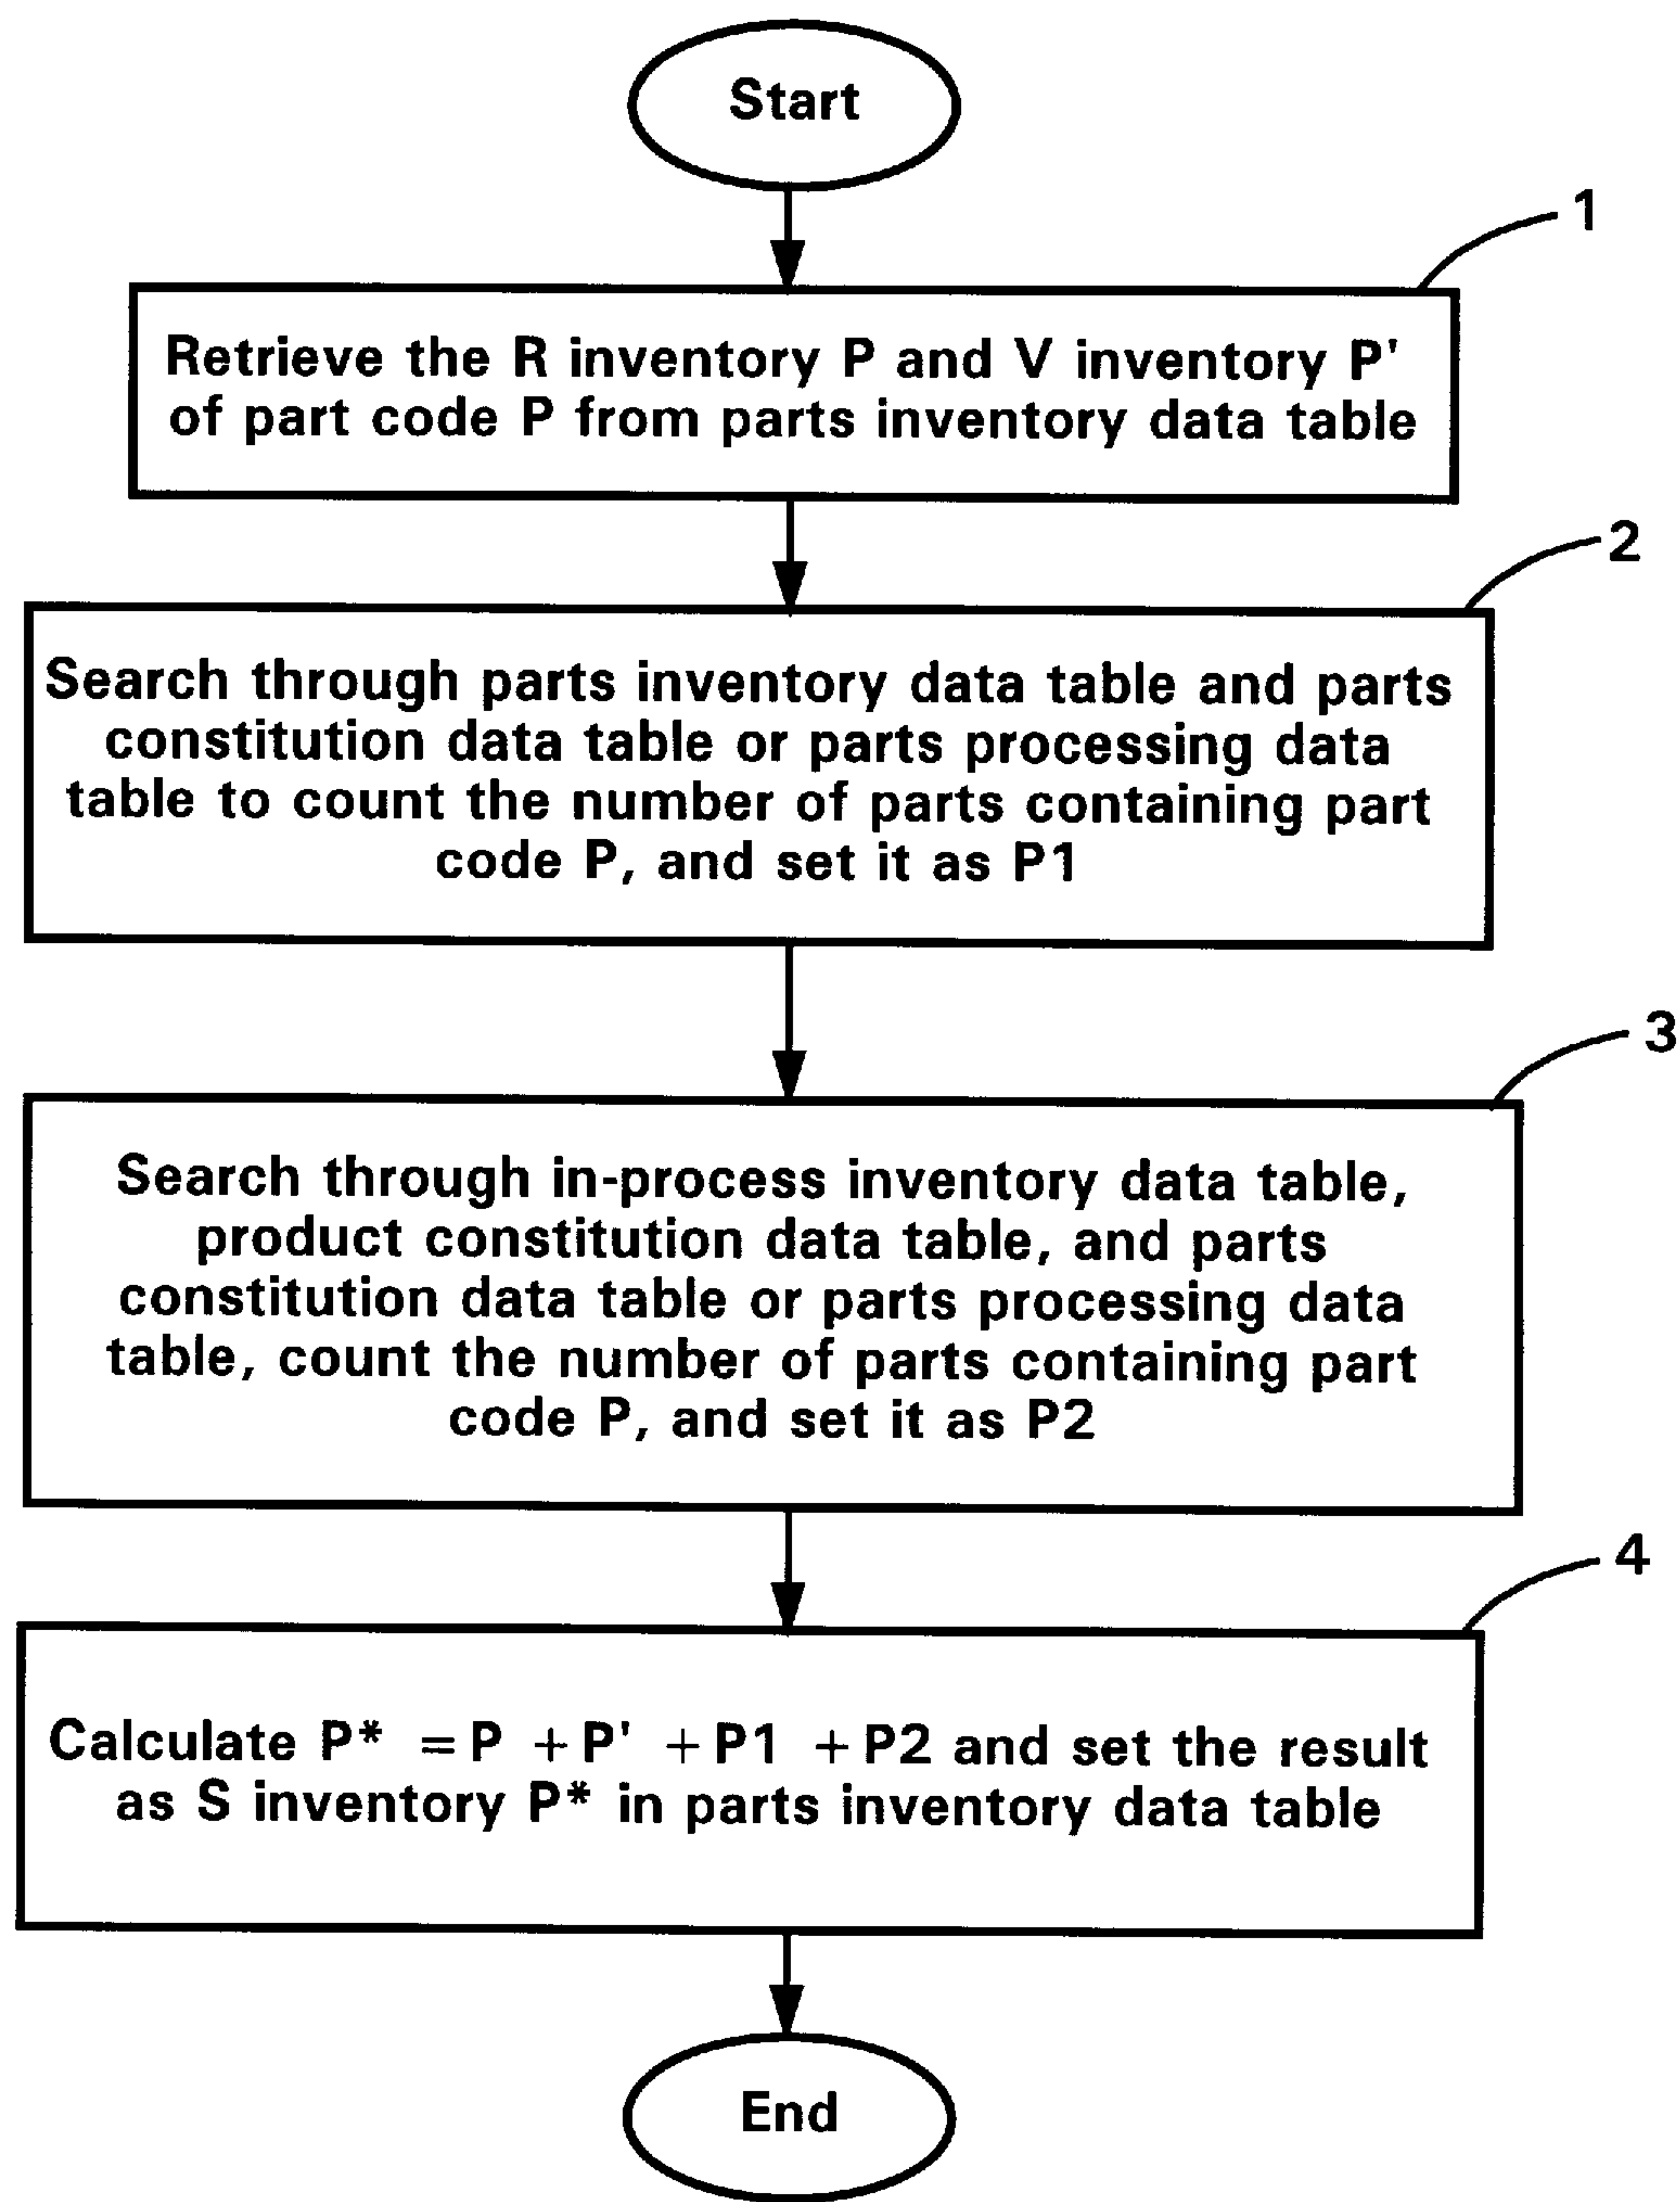 Start
1
Retrieve the R inventory P and V inventory P'
of part code P from parts inventory data table
2
Search through parts inventory data table and parts
constitution data table or parts processing data
table to count the number of parts containing part
code P, and set it as P1
3
Search through in-process inventory data table,
product constitution data table, and parts
constitution data table or parts processing data
table, count the number of parts containing part
code P, and set it as P2
4
Calculate P* = P + P' + P1 + P2 and set the result
as S inventory P* in parts inventory data table
End